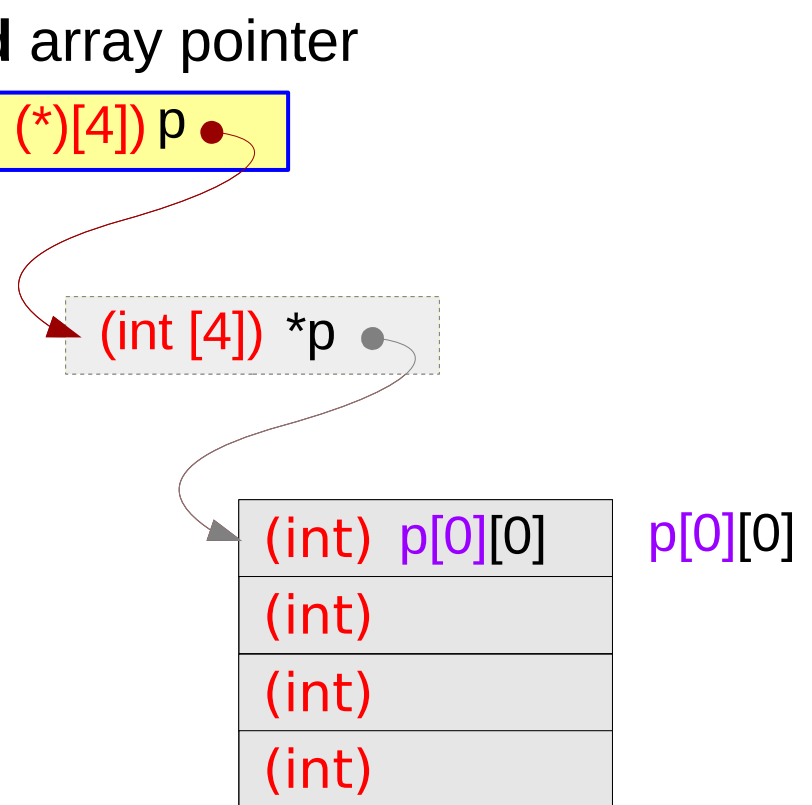 d array pointer
(*)[4]) p
(int [4]) *p
(int) p[0][0] p[0][0]
(int)
(int)
(int)